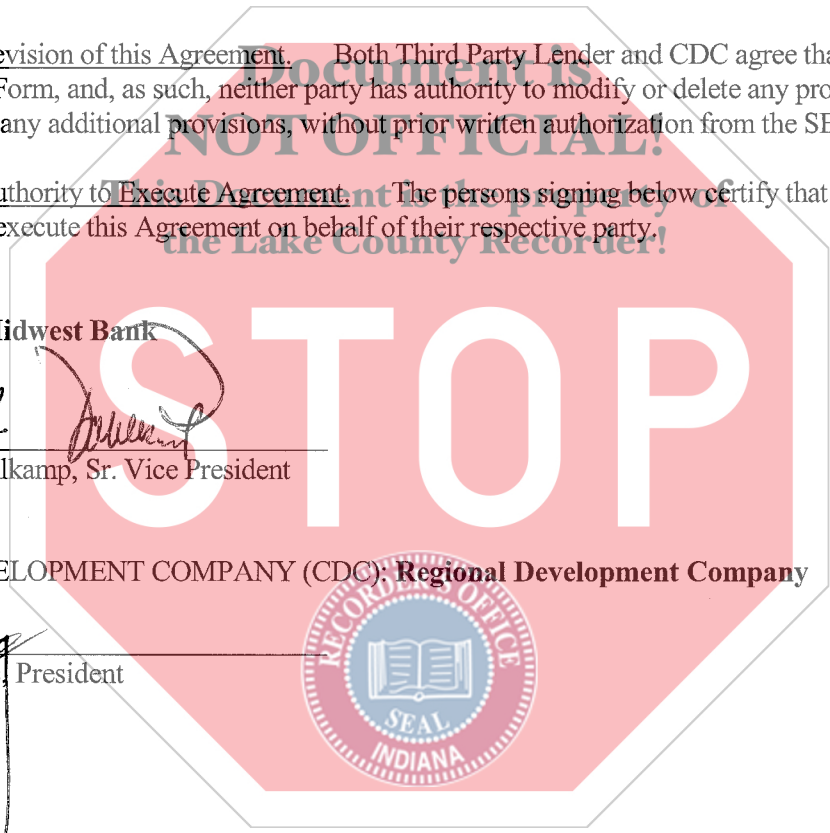 evision of this Agreement. Both Third Party Lender and CDC agree tha
Form, and, as such, neither party has authority to modify or delete any pro
any additional provisions, without prior written authorization from the SB
uthority to Execute Agreement. The persons signing below certify that
execute this Agreement on behalf of their respective party.
Document is
NOT OFFICIAL!
This Document is the property of
the Lake County Recorder!
STOP
idwest Bank
lkamp, Sr. Vice President
ELOPMENT COMPANY (CDC): Regional Development Company
President
RECORDER'S OFFICE
SEAL
INDIANA